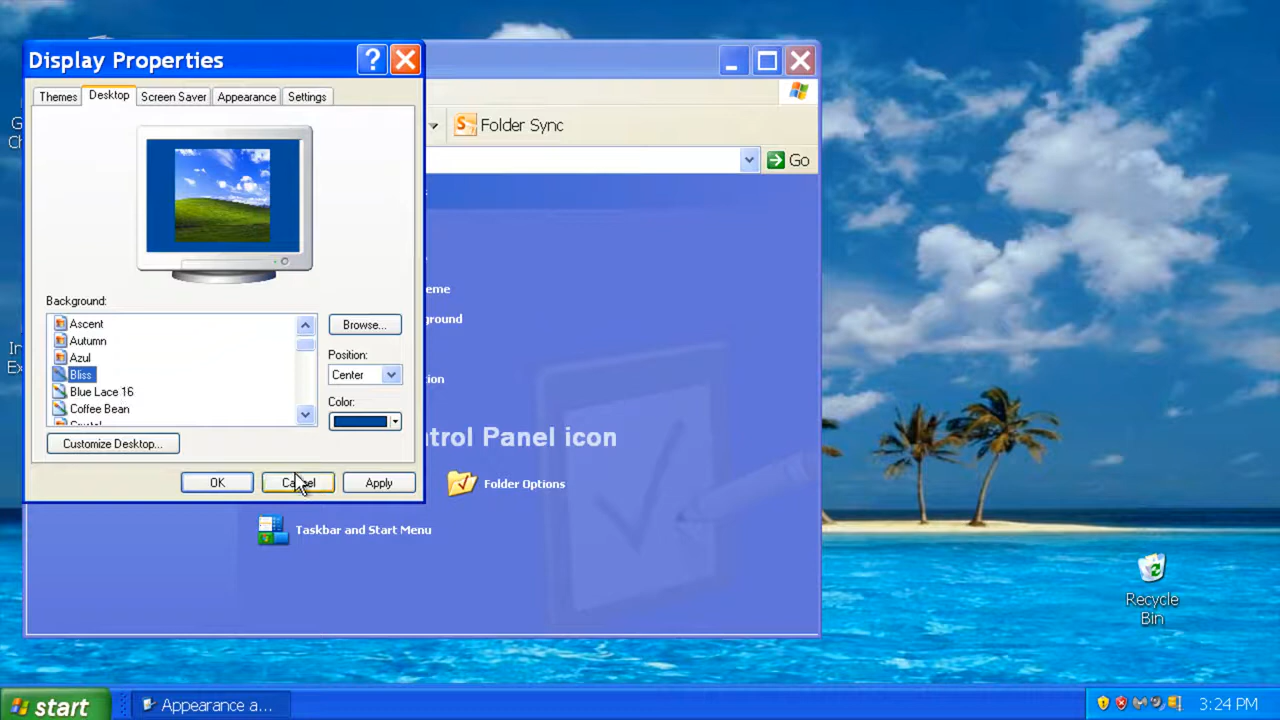 Display Properties
Themes
Desktop
Screen Saver
Appearance
Settings
Folder Sync
Go
Background:
Ascent
Autumn
Azul
Bliss
Blue Lace 16
Coffee Bean
Browse...
Position:
Center
Color:
Customize Desktop...
OK
Apply
eme
ground
ion
trol Panel icon
Folder Options
Taskbar and Start Menu
Recycle
Bin
start
Appearance a...
3:24 PM